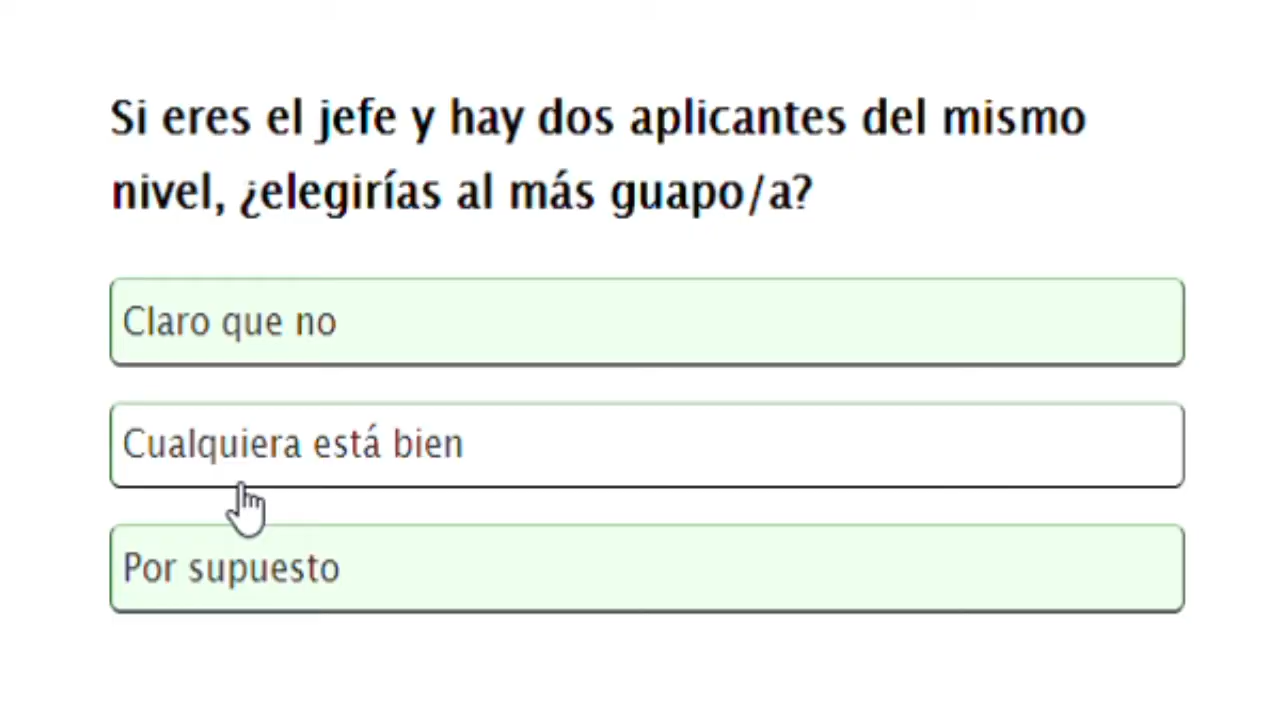 Si eres el jefe y hay dos aplicantes del mismo
nivel, ¿elegirías al más guapo/a?
Claro que no
Cualquiera está bien
Por supuesto